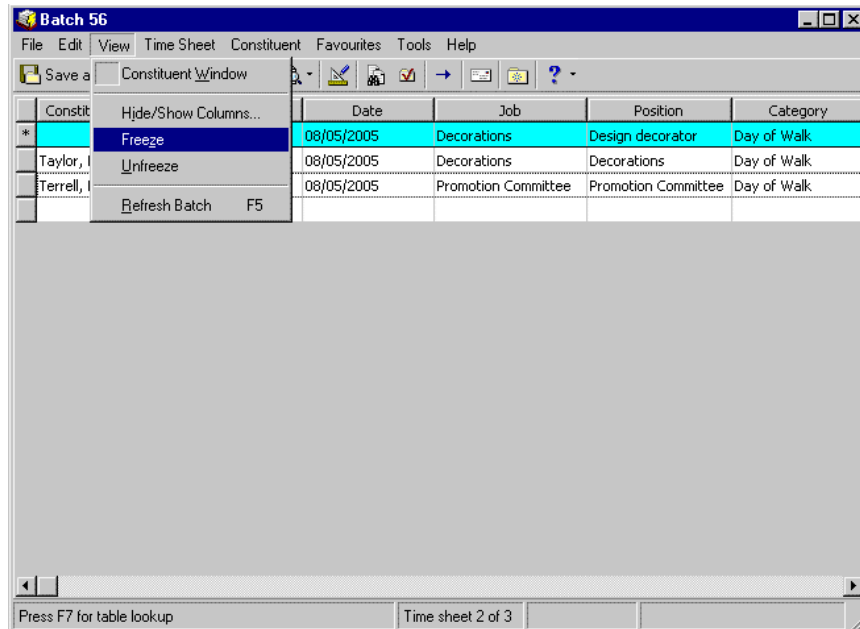 Batch 56
File Edit View Time Sheet Constituent Favourites Tools Help
Save a
Constituent Window
Hide/Show Columns...
Freeze
Unfreeze
Refresh Batch F5
Constit Date Job Position Category
* 08/05/2005 Decorations Design decorator Day of Walk
Taylor, 08/05/2005 Decorations Decorations Day of Walk
Terrell, 08/05/2005 Promotion Committee Promotion Committee Day of Walk
Press F7 for table lookup Time sheet 2 of 3